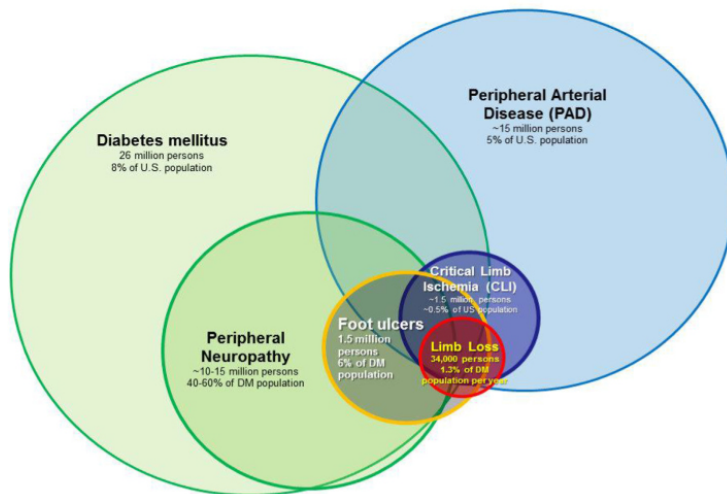 Peripheral Arterial
Disease (PAD)
~15 million persons
5% of U.S. population
Diabetes mellitus
26 million persons
8% of U.S. population
Critical Limb
Ischemia (CLI)
~1.5 million persons
~0.5% of US population
Foot ulcers
1.5 million
persons
6% of DM
population
Peripheral
Neuropathy
~10-15 million persons
40-60% of DM population
Limb Loss
34,000 persons
1.3% of DM
population per year